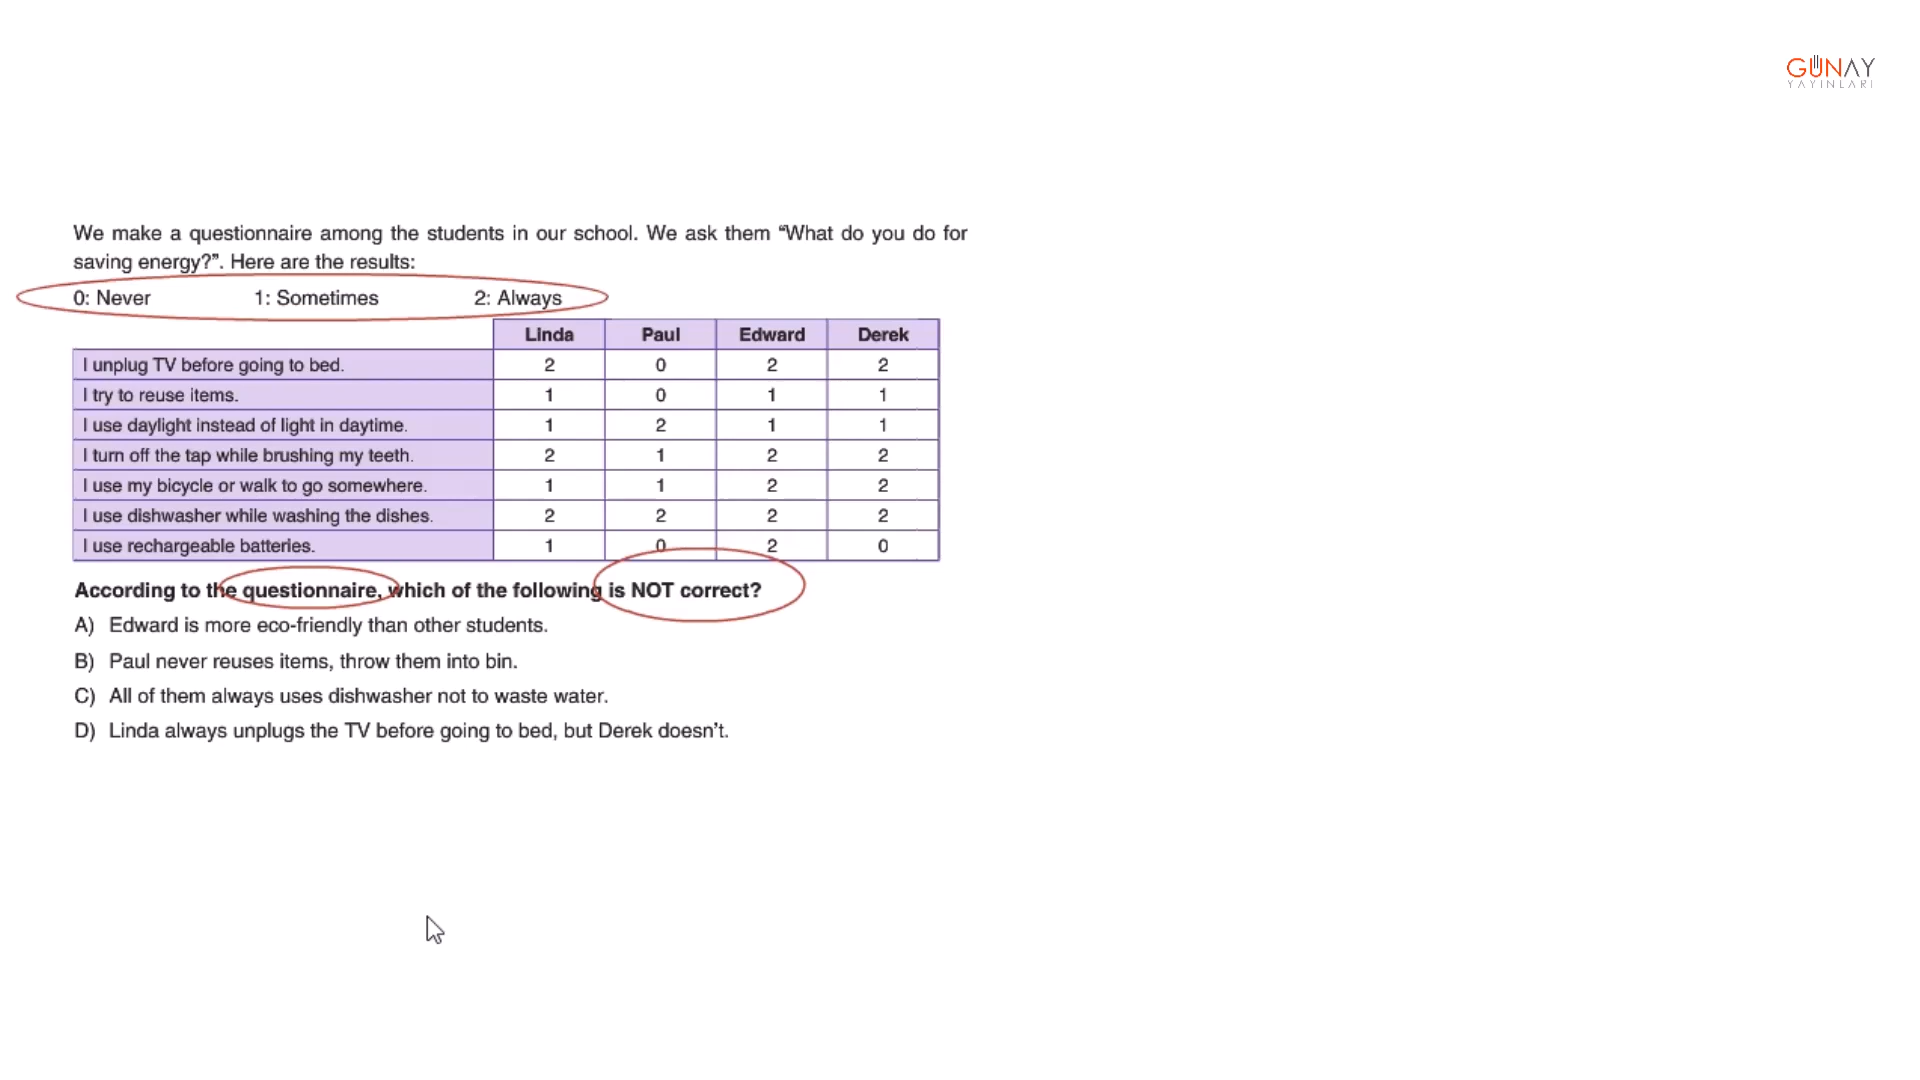 GÜNAY
YAYINLARI
We make a questionnaire among the students in our school. We ask them “What do you do for
saving energy?”. Here are the results:
0: Never 1: Sometimes 2: Always
Linda Paul Edward Derek
I unplug TV before going to bed. 2 0 2 2
I try to reuse items. 1 0 1 1
I use daylight instead of light in daytime. 1 2 1 1
I turn off the tap while brushing my teeth. 2 1 2 2
I use my bicycle or walk to go somewhere. 1 1 2 2
I use dishwasher while washing the dishes. 2 2 2 2
I use rechargeable batteries. 1 0 2 0
According to the questionnaire, which of the following is NOT correct?
A) Edward is more eco-friendly than other students.
B) Paul never reuses items, throw them into bin.
C) All of them always uses dishwasher not to waste water.
D) Linda always unplugs the TV before going to bed, but Derek doesn’t.